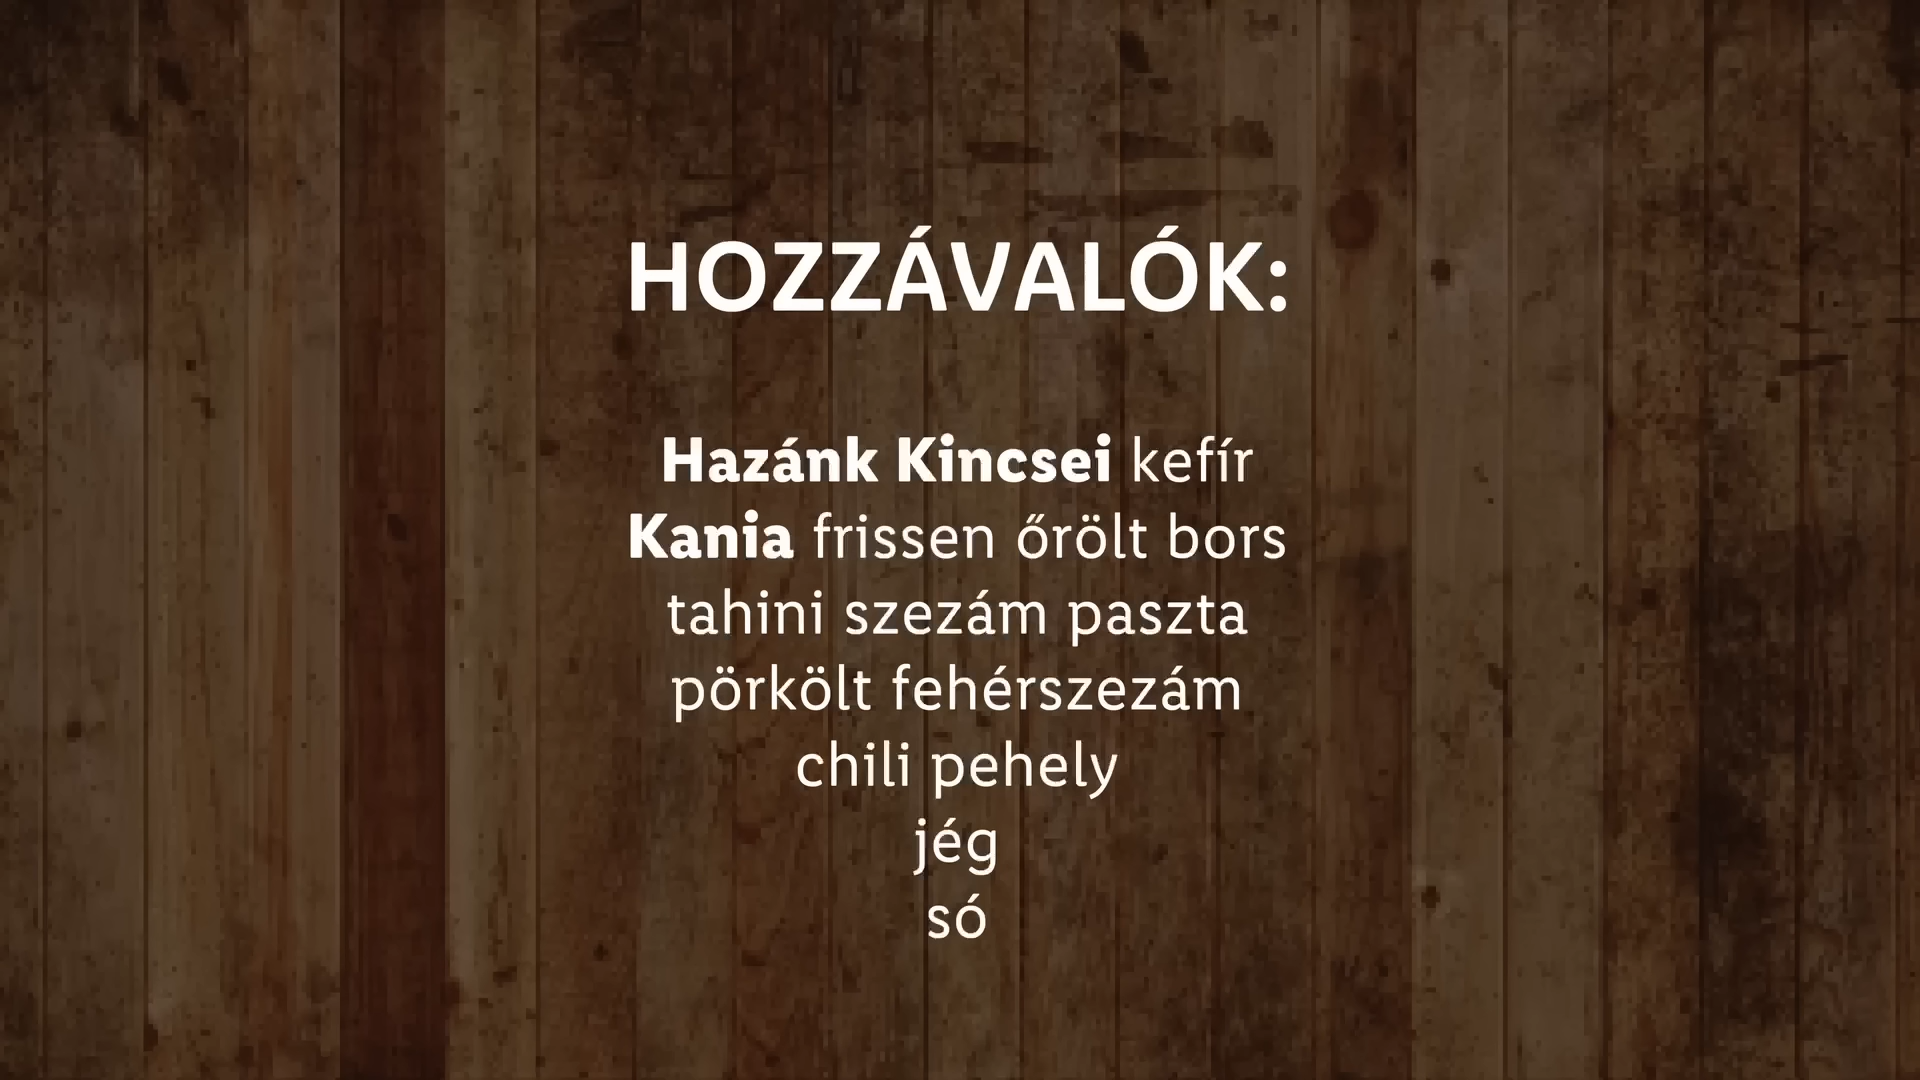 HOZZÁVALÓK:
Hazánk Kincsei kefír
Kania frissen őrölt bors
tahini szezám paszta
pörkölt fehérszezám
chili pehely
jég
só